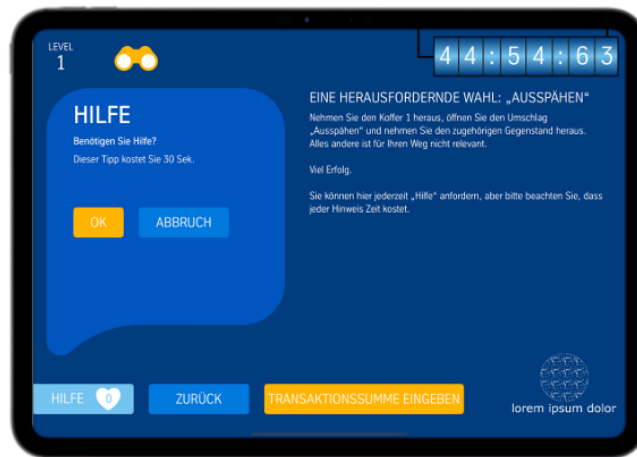 LEVEL
1
44:54:63
HILFE
Benötigen Sie Hilfe?
Dieser Tipp kostet Sie 30 Sek.
OK
ABBRUCH
EINE HERAUSFORDERNDE WAHL: „AUSSPÄHEN“
Nehmen Sie den Koffer 1 heraus, öffnen Sie den Umschlag
„Ausspähen“ und nehmen Sie den zugehörigen Gegenstand heraus.
Alles andere ist für Ihren Weg nicht relevant.
Viel Erfolg.
Sie können hier jederzeit „Hilfe“ anfordern, aber bitte beachten Sie, dass
jeder Hinweis Zeit kostet.
HILFE 0
ZURÜCK
TRANSAKTIONSSUMME EINGEBEN
lorem ipsum dolor